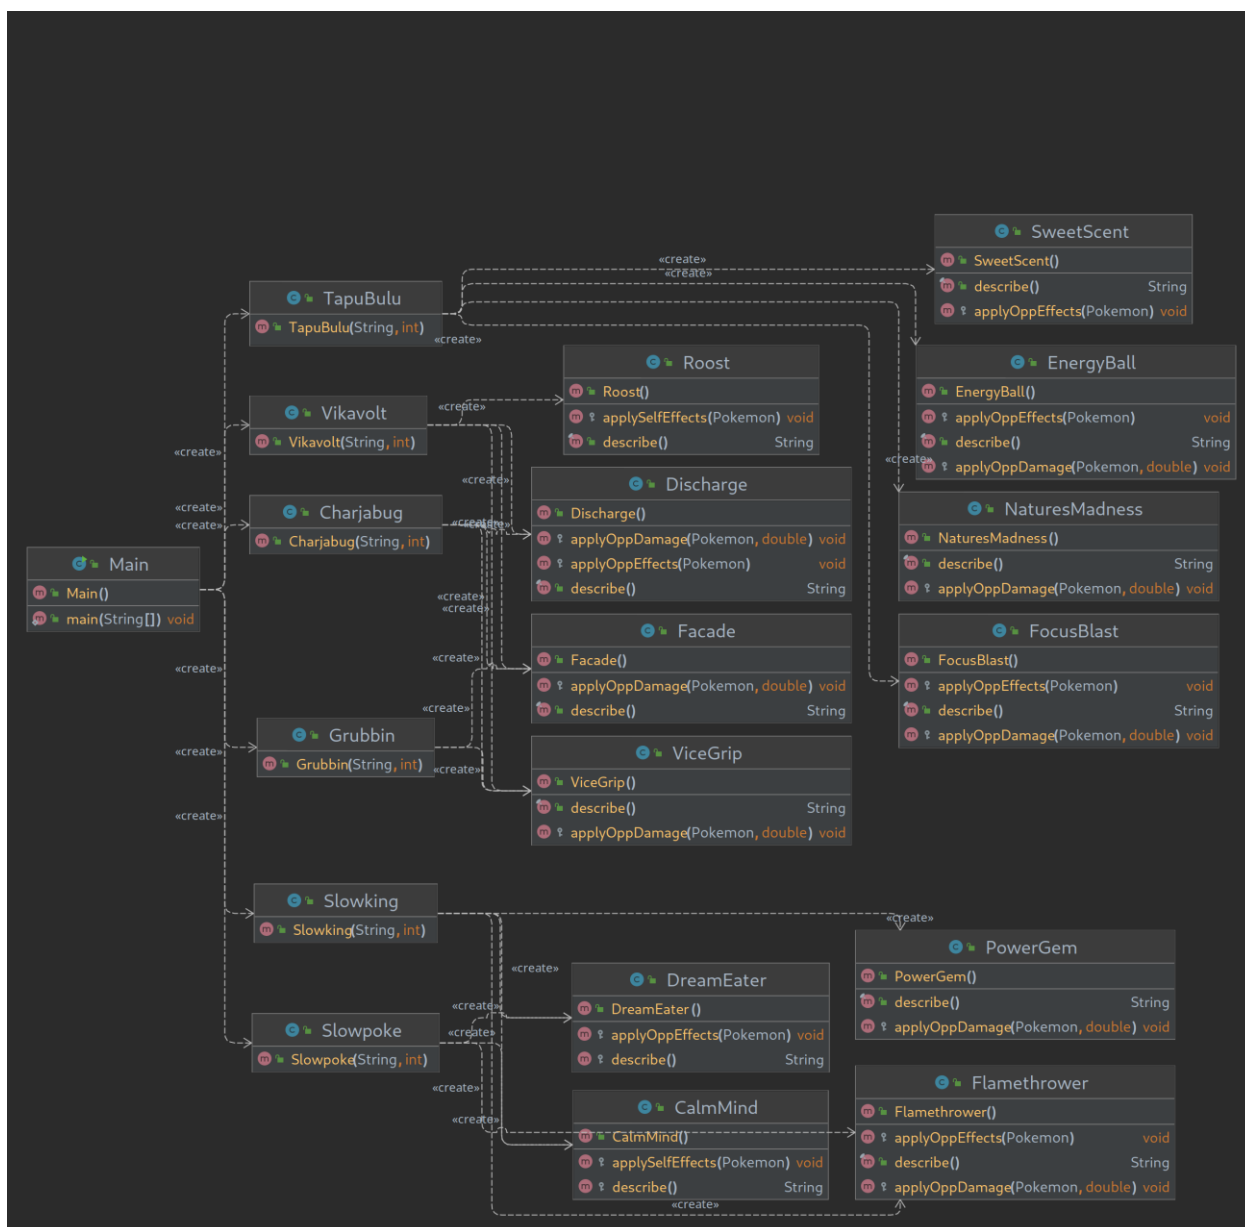 SweetScent
SweetScent()
describe() String
applyOppEffects(Pokemon) void
«create»
«create»
TapuBulu
TapuBulu(String, int)
«create»
Roost
Roost()
applySelfEffects(Pokemon) void
describe() String
EnergyBall
EnergyBall()
applyOppEffects(Pokemon) void
describe() String
applyOppDamage(Pokemon, double) void
«create»
Vikavolt
Vikavolt(String, int)
«create»
«create»
«create»
Discharge
Discharge()
applyOppDamage(Pokemon, double) void
applyOppEffects(Pokemon) void
describe() String
NaturesMadness
NaturesMadness()
describe() String
applyOppDamage(Pokemon, double) void
«create»
«create»
Charjabug
Charjabug(String, int)
«create»
«create»
Main
Main()
main(String[]) void
«create»
«create»
Facade
Facade()
applyOppDamage(Pokemon, double) void
describe() String
FocusBlast
FocusBlast()
applyOppEffects(Pokemon) void
describe() String
applyOppDamage(Pokemon, double) void
«create»
«create»
Grubbin
Grubbin(String, int)
«create»
«create»
«create»
ViceGrip
ViceGrip()
describe() String
applyOppDamage(Pokemon, double) void
«create»
Slowking
Slowking(String, int)
«create»
PowerGem
PowerGem()
describe() String
applyOppDamage(Pokemon, double) void
«create»
DreamEater
DreamEater()
applyOppEffects(Pokemon) void
describe() String
«create»
«create»
Slowpoke
Slowpoke(String, int)
«create»
«create»
CalmMind
CalmMind()
applySelfEffects(Pokemon) void
describe() String
Flamethrower
Flamethrower()
applyOppEffects(Pokemon) void
describe() String
applyOppDamage(Pokemon, double) void
«create»